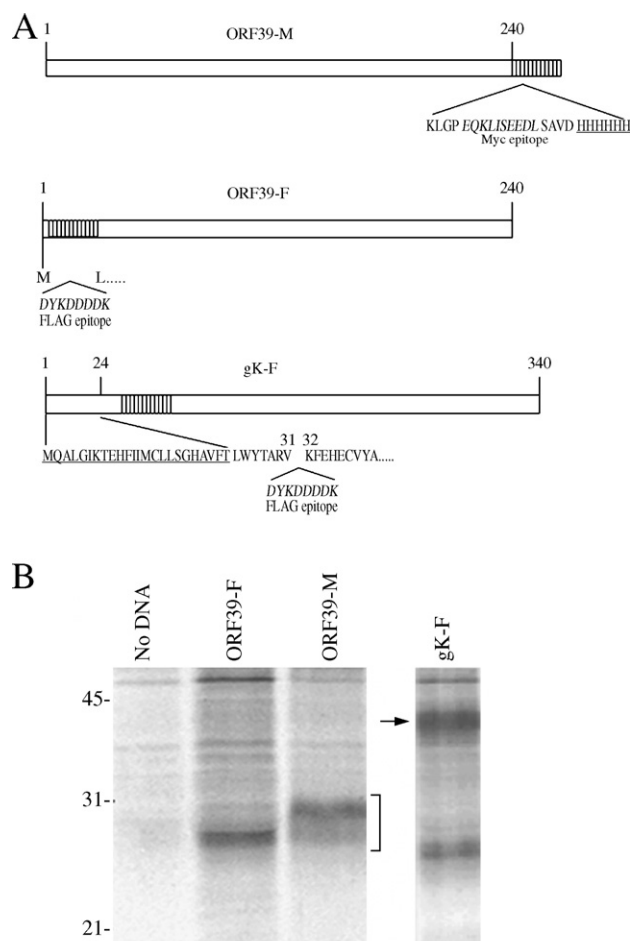 A
1 ORF39-M 240
KLGP EQKLISEEDL SAVD HHHHHH
Myc epitope
1 ORF39-F 240
M L.....
DYKDDDDK
FLAG epitope
1 24 gK-F 340
31 32
MQALGIKTEHFIIMCLLSGHAVFT LWYTARV KFEHECVYA.....
DYKDDDDK
FLAG epitope
B
No DNA
ORF39-F
ORF39-M
gK-F
45-
31-
21-